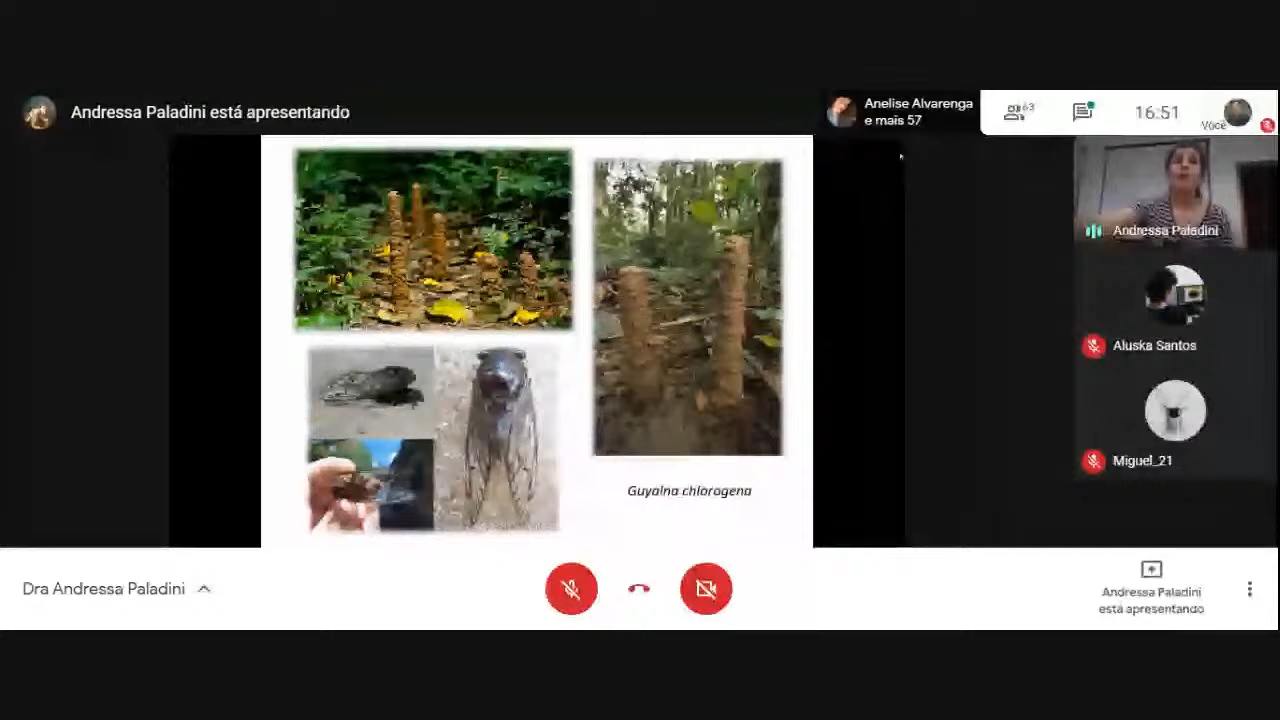 Andressa Paladini está apresentando
Anelise Alvarenga
e mais 57
63
16:51
Você
Andressa Paladini
Aluska Santos
Miguel_21
Guyalna chlorogena
Dra Andressa Paladini
Andressa Paladini
está apresentando